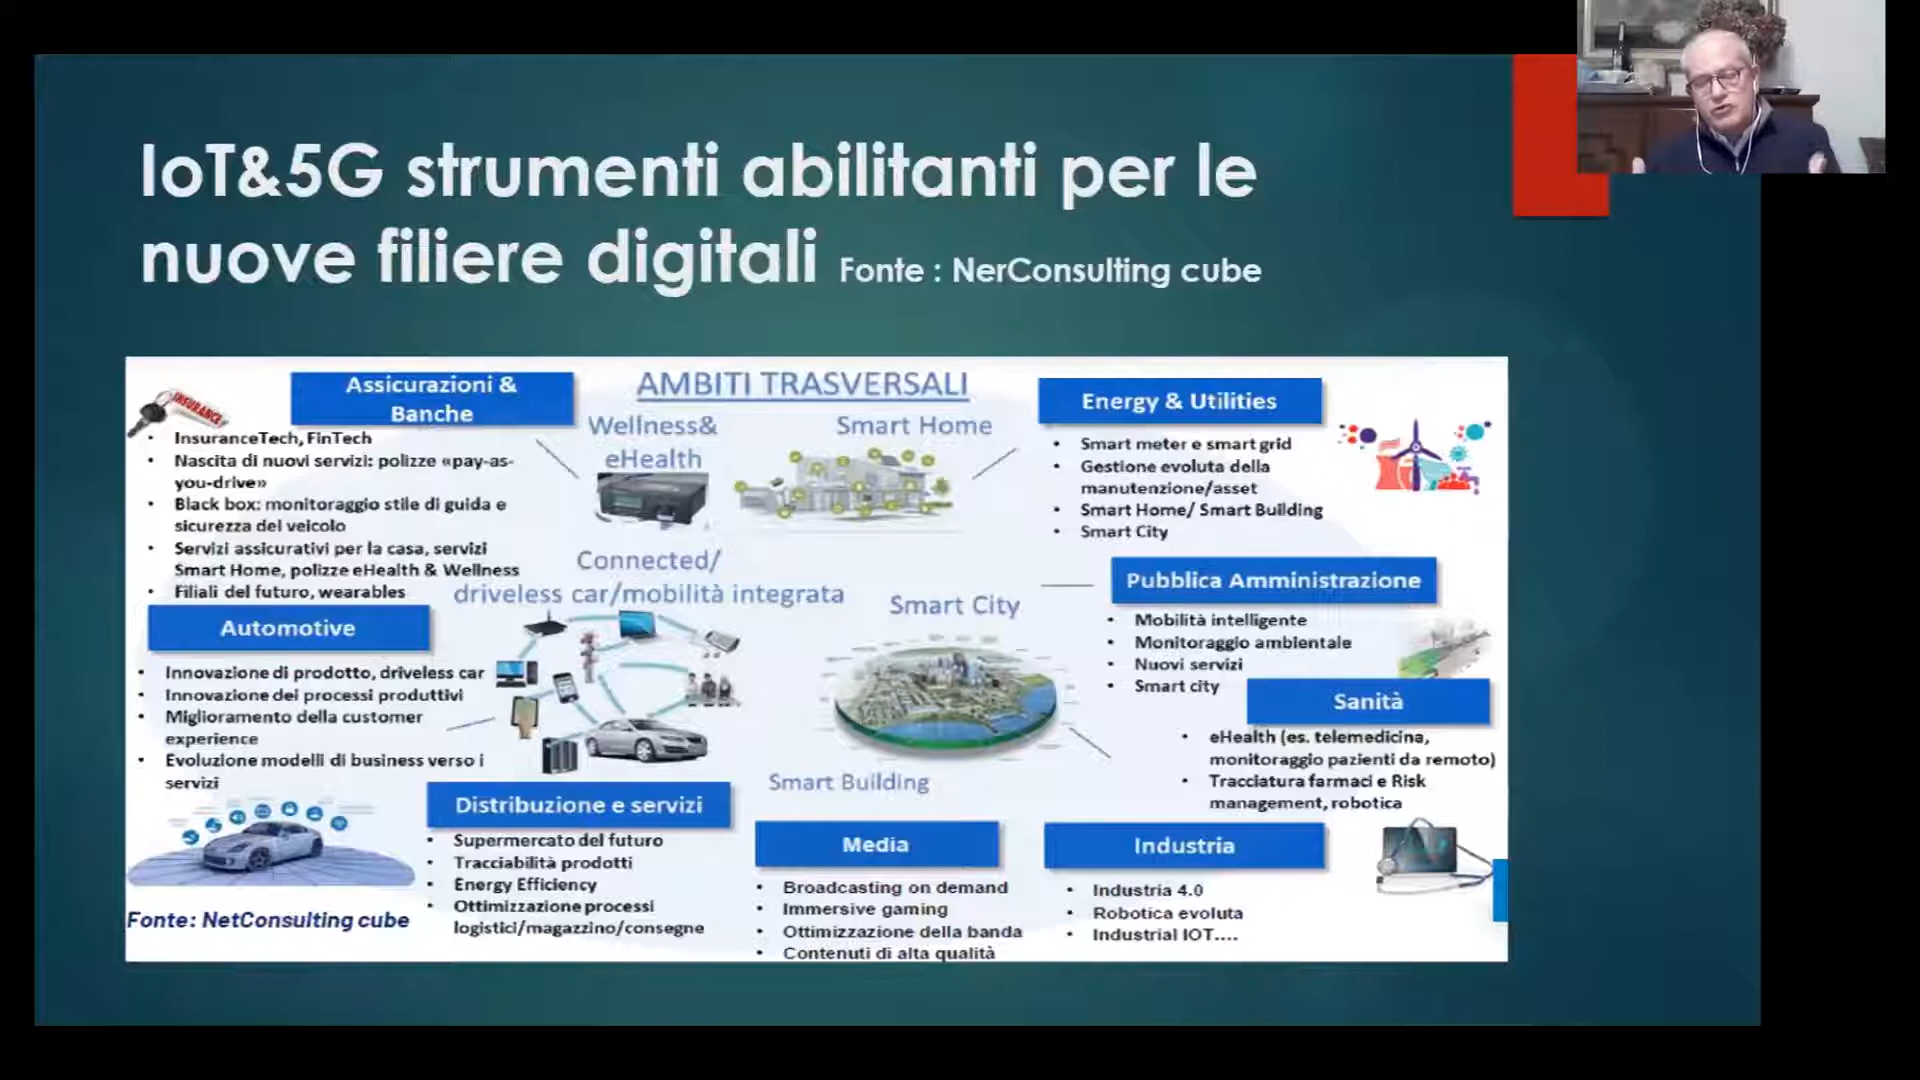 IoT&5G strumenti abilitanti per le
nuove filiere digitali Fonte : NerConsulting cube
Assicurazioni &
Banche
INSURANCE
InsuranceTech, FinTech
Nascita di nuovi servizi: polizze «pay-as-
you-drive»
Black box: monitoraggio stile di guida e
sicurezza del veicolo
Servizi assicurativi per la casa, servizi
Smart Home, polizze eHealth & Wellness
Filiali del futuro, wearables
AMBITI TRASVERSALI
Wellness&
eHealth
Smart Home
Connected/
driveless car/mobilità integrata
Smart City
Smart Building
Energy & Utilities
Smart meter e smart grid
Gestione evoluta della
manutenzione/asset
Smart Home/ Smart Building
Smart City
Pubblica Amministrazione
Mobilità intelligente
Monitoraggio ambientale
Nuovi servizi
Smart city
Sanità
eHealth (es. telemedicina,
monitoraggio pazienti da remoto)
Tracciatura farmaci e Risk
management, robotica
Automotive
Innovazione di prodotto, driveless car
Innovazione dei processi produttivi
Miglioramento della customer
experience
Evoluzione modelli di business verso i
servizi
Distribuzione e servizi
Supermercato del futuro
Tracciabilità prodotti
Energy Efficiency
Ottimizzazione processi
logistici/magazzino/consegne
Media
Broadcasting on demand
Immersive gaming
Ottimizzazione della banda
Contenuti di alta qualità
Industria
Industria 4.0
Robotica evoluta
Industrial IOT....
Fonte: NetConsulting cube